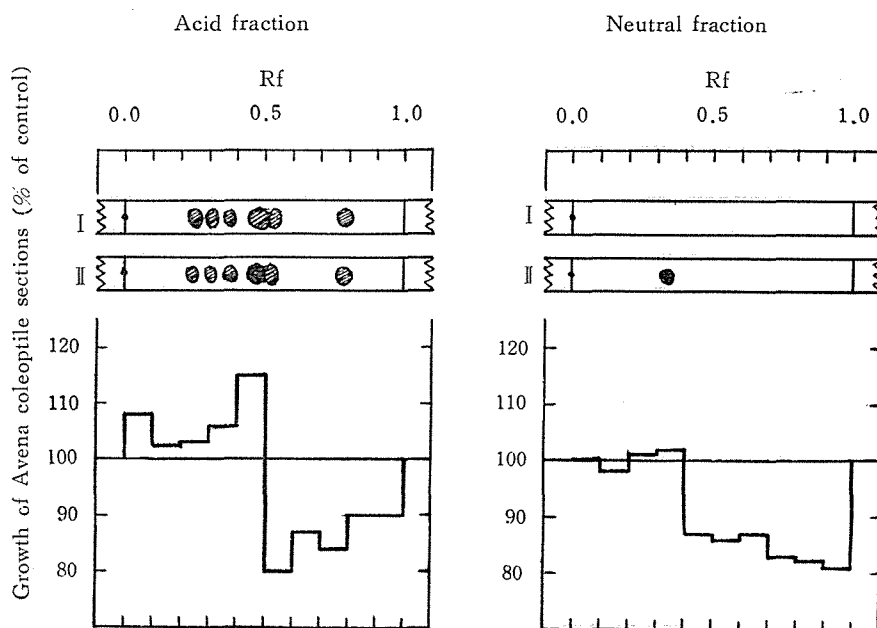 Acid fraction
Neutral fraction
Rf
Rf
0.0 0.5 1.0
0.0 0.5 1.0
I
I
II
II
Growth of Avena coleoptile sections (% of control)
120
110
100
90
80
120
110
100
90
80